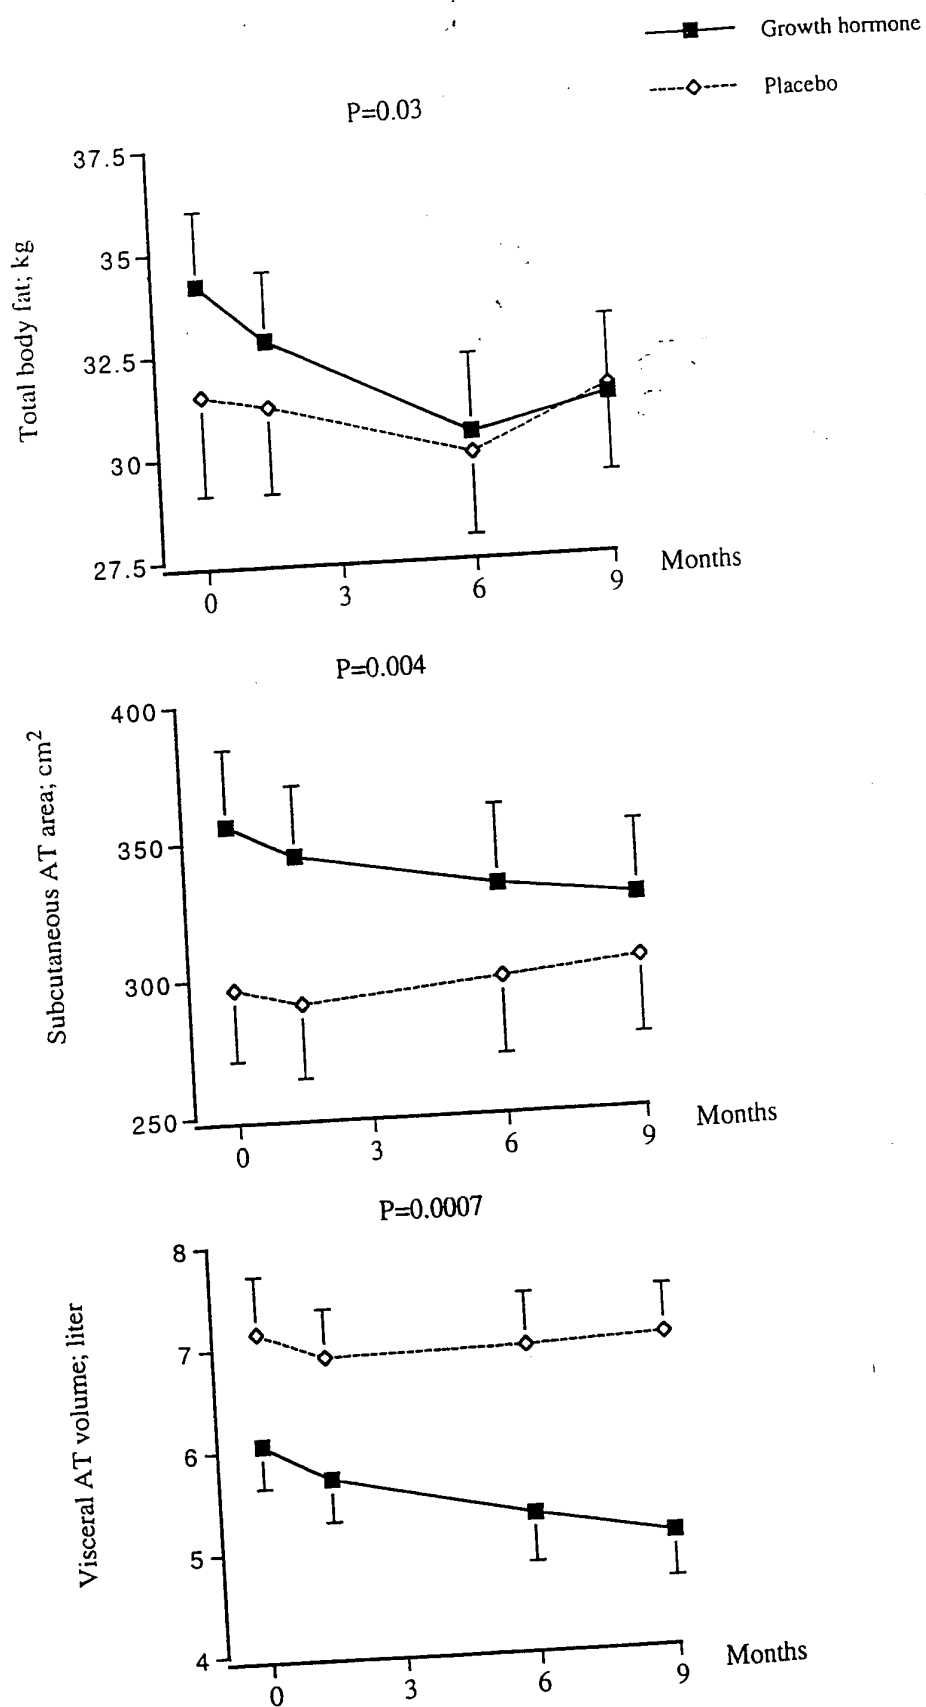 Growth hormone
Placebo
P=0.03
Total body fat; kg
37.5
35
32.5
30
27.5
0 3 6 9 Months
P=0.004
Subcutaneous AT area; cm²
400
350
300
250
0 3 6 9 Months
P=0.0007
Visceral AT volume; liter
8
7
6
5
4
0 3 6 9 Months